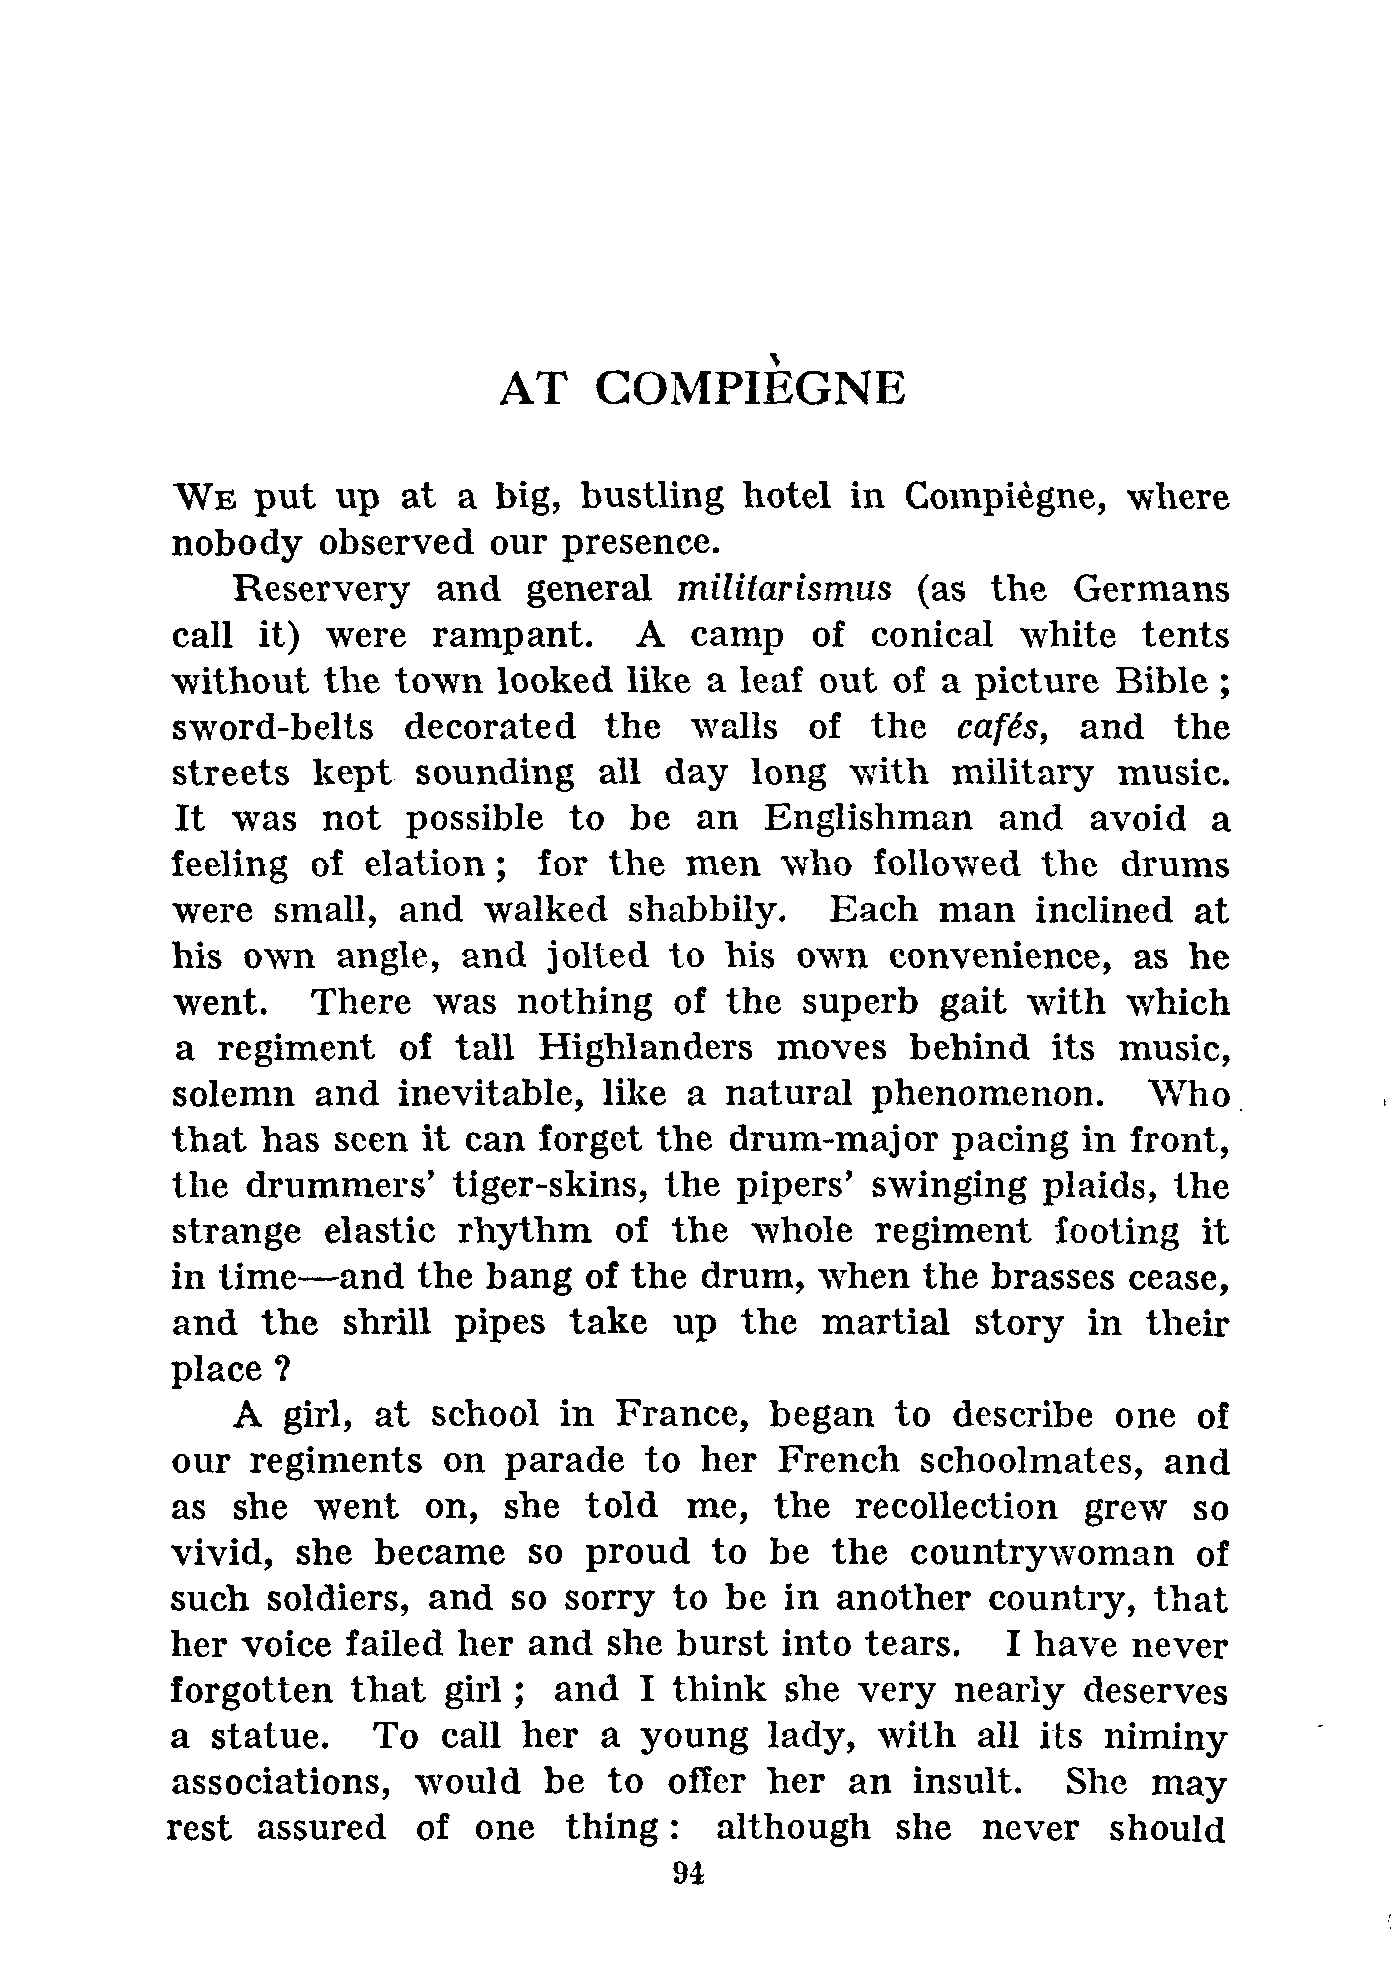 AT COMPIÈGNE
WE put up at a big, bustling hotel in Compiègne, where
nobody observed our presence.
Reservery and general militarismus (as the Germans
call it) were rampant. A camp of conical white tents
without the town looked like a leaf out of a picture Bible ;
sword-belts decorated the walls of the cafés, and the
streets kept sounding all day long with military music.
It was not possible to be an Englishman and avoid a
feeling of elation ; for the men who followed the drums
were small, and walked shabbily. Each man inclined at
his own angle, and jolted to his own convenience, as he
went. There was nothing of the superb gait with which
a regiment of tall Highlanders moves behind its music,
solemn and inevitable, like a natural phenomenon. Who
that has seen it can forget the drum-major pacing in front,
the drummers' tiger-skins, the pipers' swinging plaids, the
strange elastic rhythm of the whole regiment footing it
in time—and the bang of the drum, when the brasses cease,
and the shrill pipes take up the martial story in their
place ?
A girl, at school in France, began to describe one of
our regiments on parade to her French schoolmates, and
as she went on, she told me, the recollection grew so
vivid, she became so proud to be the countrywoman of
such soldiers, and so sorry to be in another country, that
her voice failed her and she burst into tears. I have never
forgotten that girl ; and I think she very nearly deserves
a statue. To call her a young lady, with all its niminy
associations, would be to offer her an insult. She may
rest assured of one thing : although she never should
94